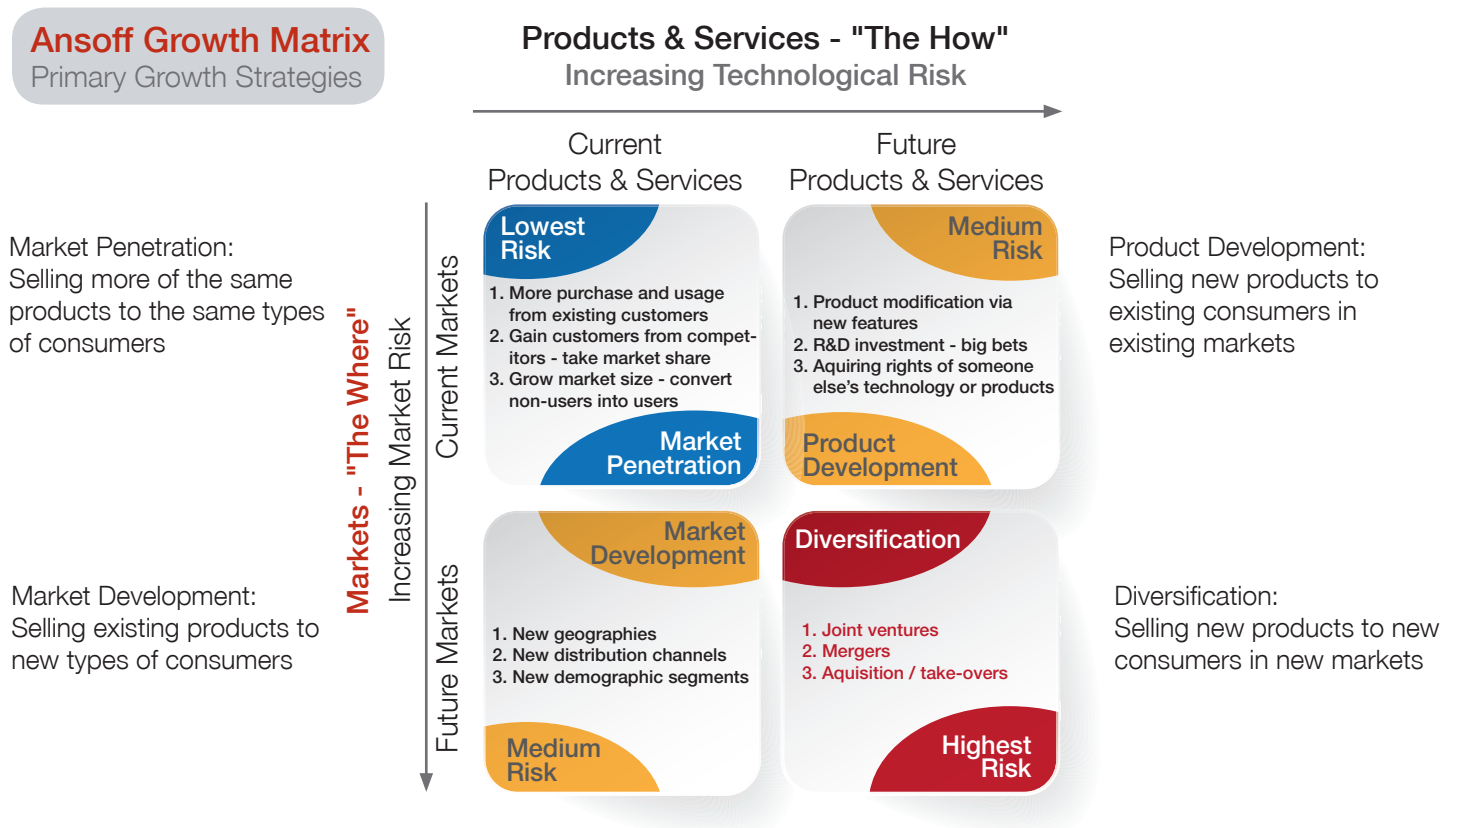 Ansoff Growth Matrix
Primary Growth Strategies
Products & Services - "The How"
Increasing Technological Risk
Current
Products & Services
Future
Products & Services
Market Penetration:
Selling more of the same
products to the same types
of consumers
Markets - "The Where"
Increasing Market Risk
Current Markets
Lowest
Risk
1. More purchase and usage
from existing customers
2. Gain customers from compet-
itors - take market share
3. Grow market size - convert
non-users into users
Market
Penetration
Medium
Risk
1. Product modification via
new features
2. R&D investment - big bets
3. Aquiring rights of someone
else's technology or products
Product
Development
Product Development:
Selling new products to
existing consumers in
existing markets
Market Development:
Selling existing products to
new types of consumers
Future Markets
Market
Development
1. New geographies
2. New distribution channels
3. New demographic segments
Medium
Risk
Diversification
1. Joint ventures
2. Mergers
3. Aquisition / take-overs
Highest
Risk
Diversification:
Selling new products to new
consumers in new markets